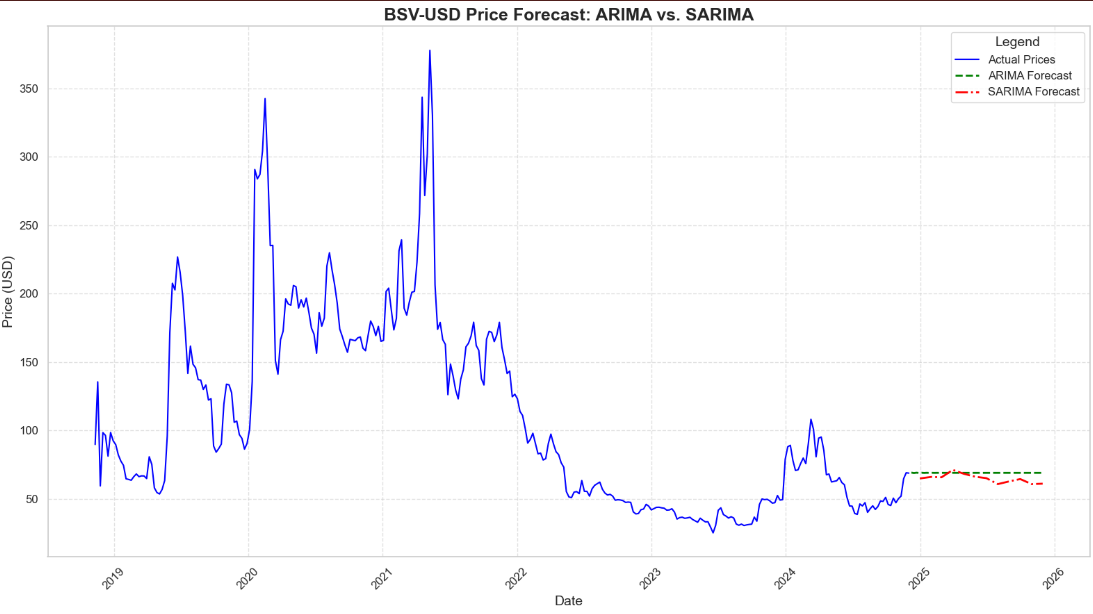 BSV-USD Price Forecast: ARIMA vs. SARIMA
Legend
Actual Prices
ARIMA Forecast
SARIMA Forecast
Price (USD)
350
300
250
200
150
100
50
2019
2020
2021
2022
2023
2024
2025
2026
Date